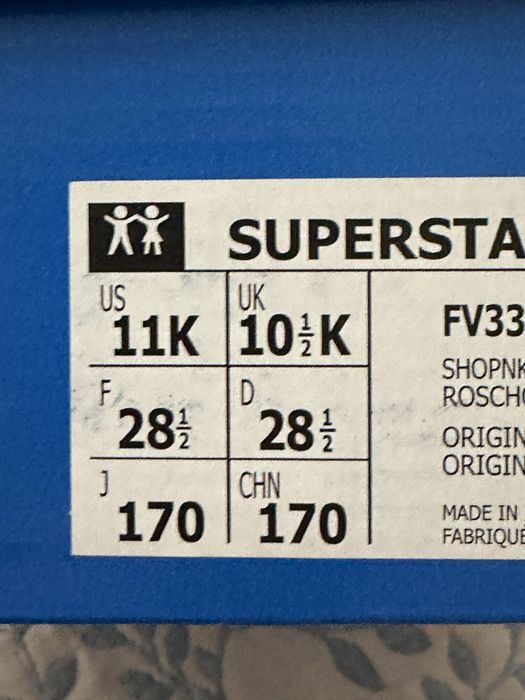 SUPERSTA
US UK
11K 10½K
FV33
SHOPNK
ROSCHO
F D
28½ 28½
ORIGIN
ORIGIN
J CHN
170 170
MADE IN
FABRIQUÉ